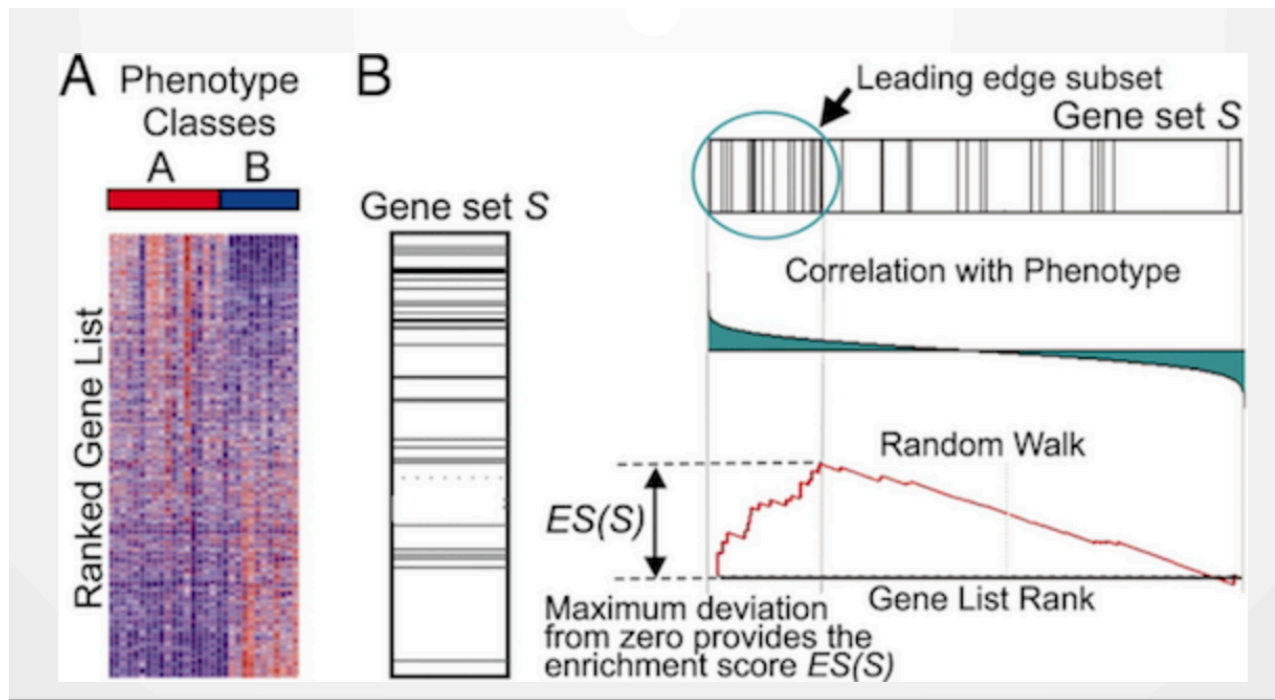 A
Phenotype
Classes
A B
Ranked Gene List
B
Gene set S
Leading edge subset
Gene set S
Correlation with Phenotype
Random Walk
ES(S)
Gene List Rank
Maximum deviation
from zero provides the
enrichment score ES(S)